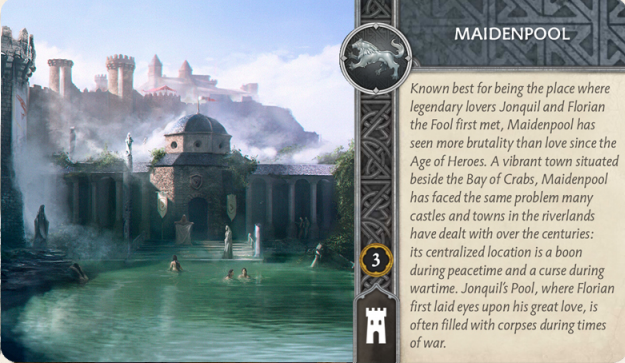 MAIDENPOOL
Known best for being the place where
legendary lovers Jonquil and Florian
the Fool first met, Maidenpool has
seen more brutality than love since the
Age of Heroes. A vibrant town situated
beside the Bay of Crabs, Maidenpool
has faced the same problem many
castles and towns in the riverlands
have dealt with over the centuries:
its centralized location is a boon
during peacetime and a curse during
wartime. Jonquil's Pool, where Florian
first laid eyes upon his great love, is
often filled with corpses during times
of war.
3